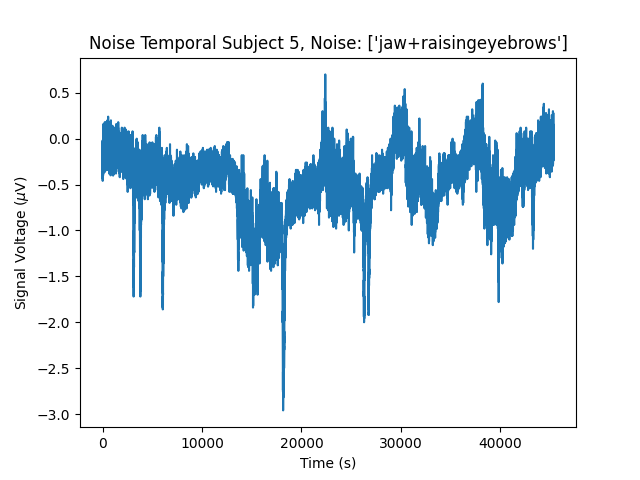 Noise Temporal Subject 5, Noise: ['jaw+raisingeyebrows']
Signal Voltage (μV)
0.5
0.0
−0.5
−1.0
−1.5
−2.0
−2.5
−3.0
0 10000 20000 30000 40000
Time (s)